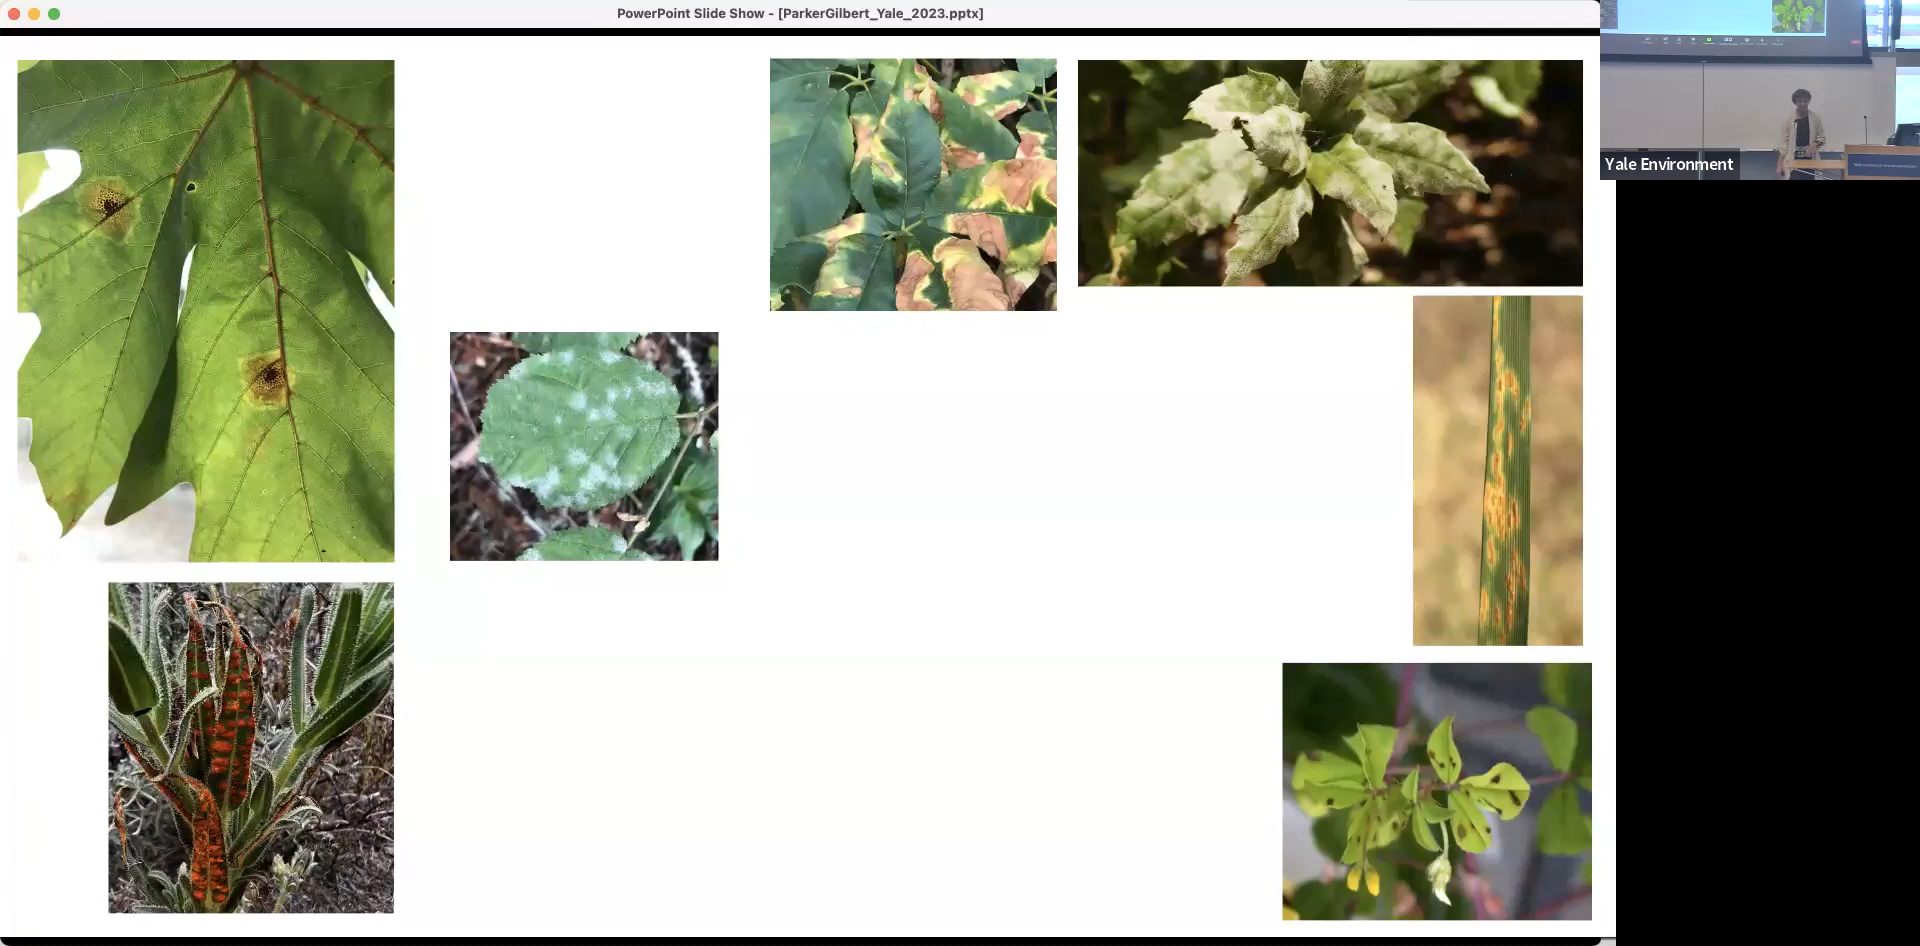 PowerPoint Slide Show - [ParkerGilbert_Yale_2023.pptx]
Yale Environment